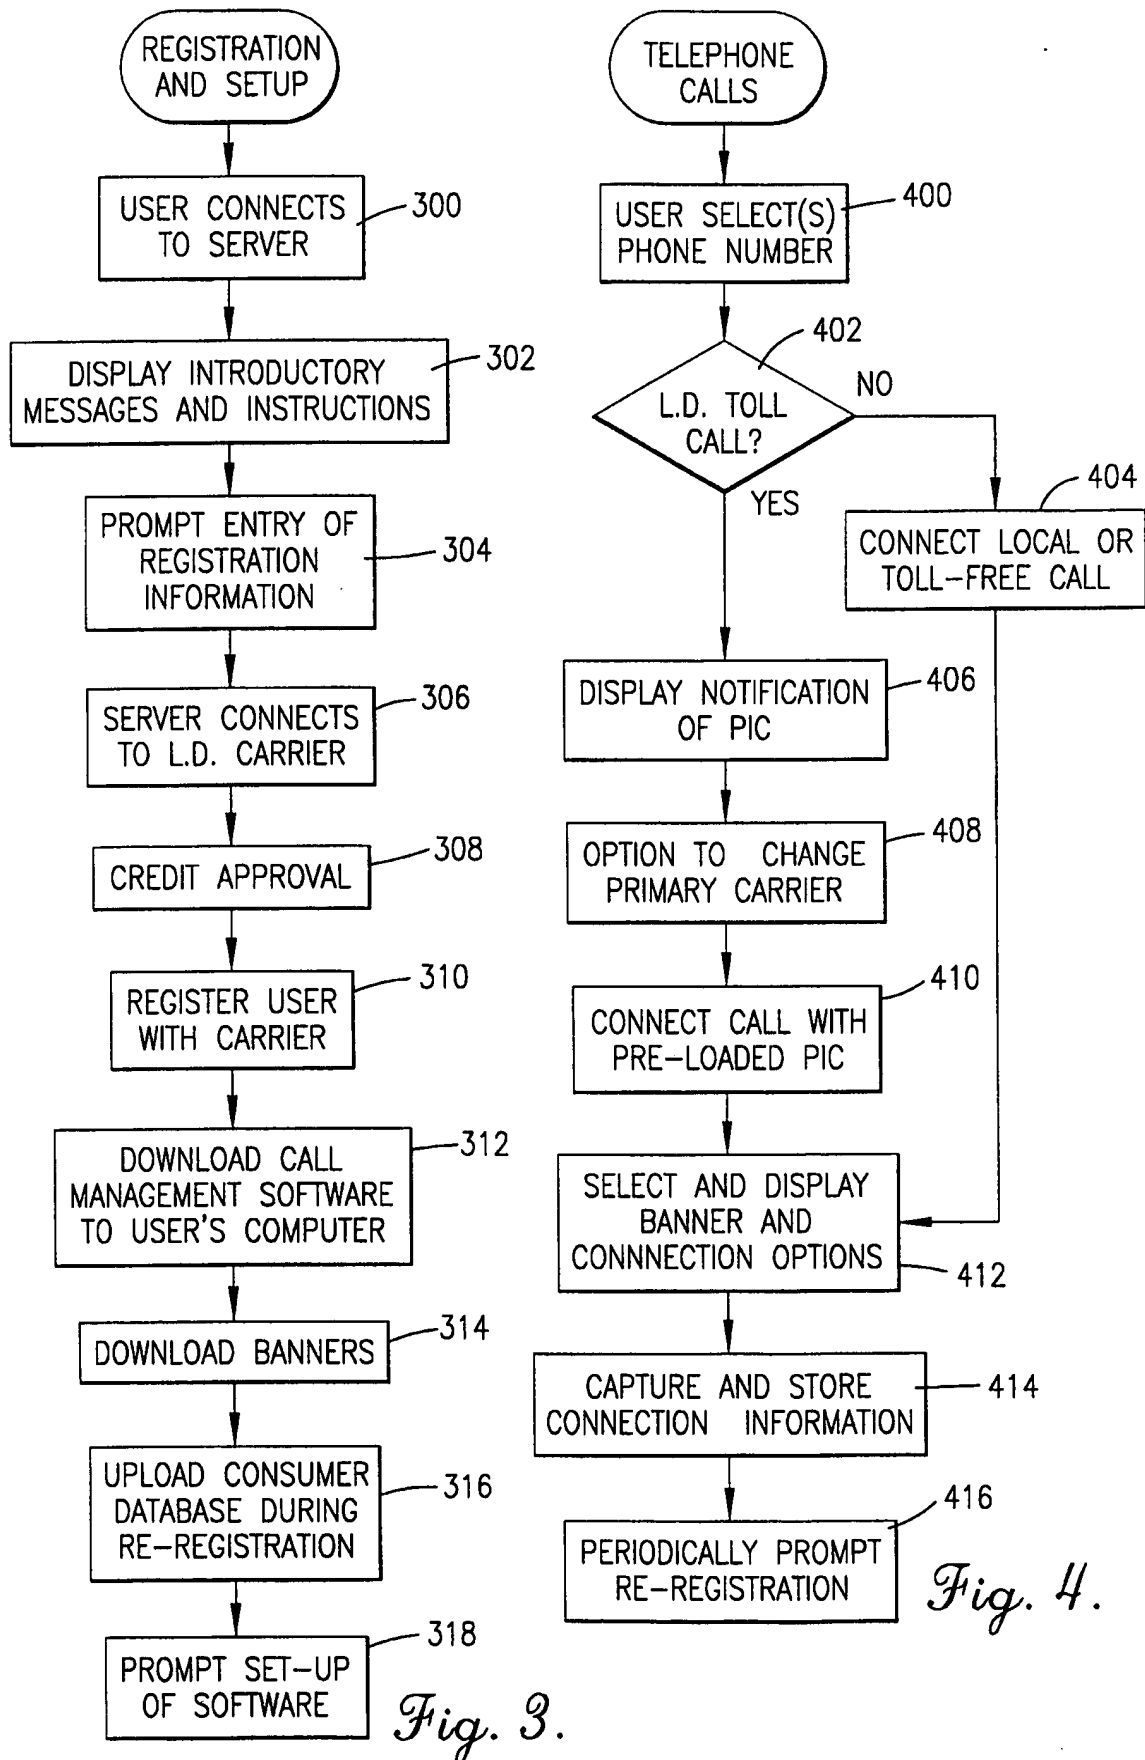 REGISTRATION
AND SETUP
USER CONNECTS
TO SERVER
300
DISPLAY INTRODUCTORY
MESSAGES AND INSTRUCTIONS
302
PROMPT ENTRY OF
REGISTRATION
INFORMATION
304
SERVER CONNECTS
TO L.D. CARRIER
306
CREDIT APPROVAL
308
REGISTER USER
WITH CARRIER
310
DOWNLOAD CALL
MANAGEMENT SOFTWARE
TO USER'S COMPUTER
312
DOWNLOAD BANNERS
314
UPLOAD CONSUMER
DATABASE DURING
RE-REGISTRATION
316
PROMPT SET-UP
OF SOFTWARE
318
Fig. 3.
TELEPHONE
CALLS
USER SELECT(S)
PHONE NUMBER
400
L.D. TOLL
CALL?
402
NO
YES
CONNECT LOCAL OR
TOLL-FREE CALL
404
DISPLAY NOTIFICATION
OF PIC
406
OPTION TO CHANGE
PRIMARY CARRIER
408
CONNECT CALL WITH
PRE-LOADED PIC
410
SELECT AND DISPLAY
BANNER AND
CONNNECTION OPTIONS
412
CAPTURE AND STORE
CONNECTION INFORMATION
414
PERIODICALLY PROMPT
RE-REGISTRATION
416
Fig. 4.